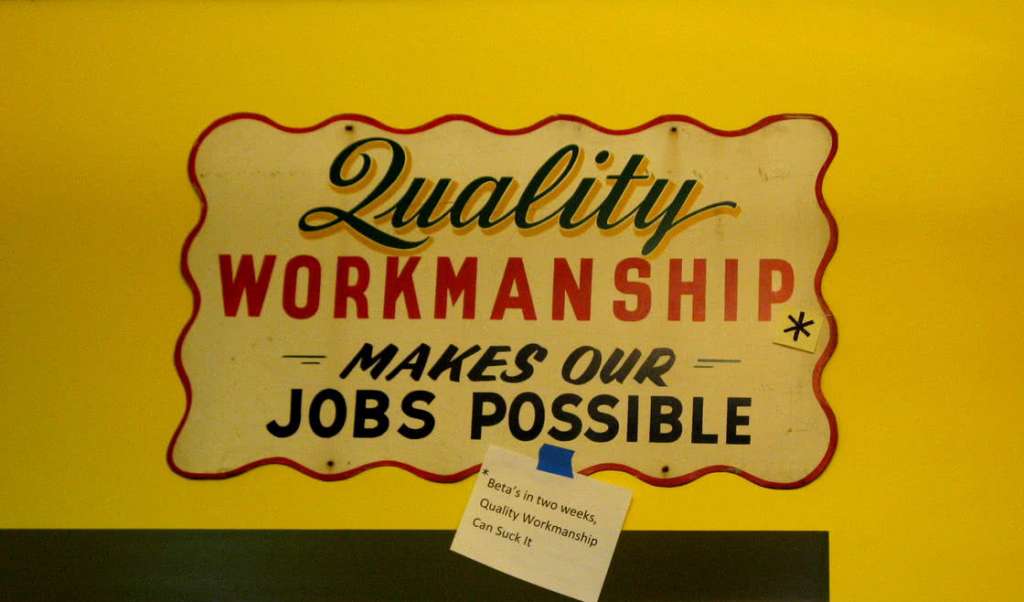 Quality
WORKMANSHIP
*
MAKES OUR
JOBS POSSIBLE
*
Beta's in two weeks,
Quality Workmanship
Can Suck It